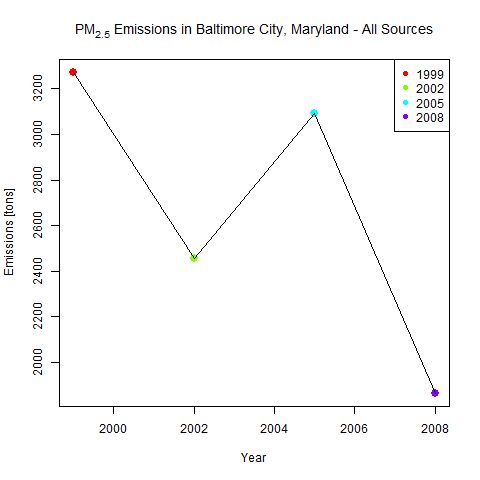 PM2.5 Emissions in Baltimore City, Maryland - All Sources
1999
2002
2005
2008
3200
3000
2800
2600
2400
2200
2000
Emissions [tons]
2000 2002 2004 2006 2008
Year